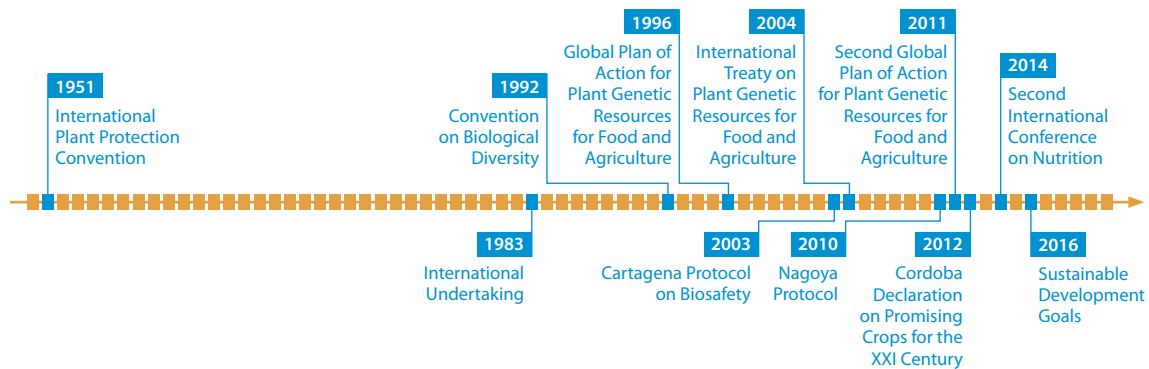 1951
International
Plant Protection
Convention
1983
International
Undertaking
1992
Convention
on Biological
Diversity
1996
Global Plan of
Action for
Plant Genetic
Resources
for Food and
Agriculture
2003
Cartagena Protocol
on Biosafety
2004
International
Treaty on
Plant Genetic
Resources for
Food and
Agriculture
2010
Nagoya
Protocol
2011
Second Global
Plan of Action
for Plant Genetic
Resources for
Food and
Agriculture
2012
Cordoba
Declaration
on Promising
Crops for the
XXI Century
2014
Second
International
Conference
on Nutrition
2016
Sustainable
Development
Goals